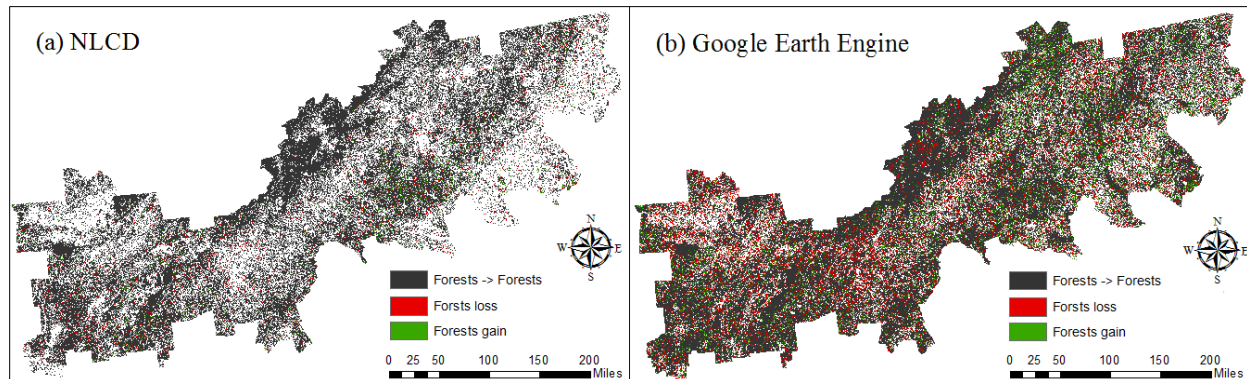 (a) NLCD
N
W E
S
Forests -> Forests
Forsts loss
Forests gain
0 25 50 100 150 200
Miles
(b) Google Earth Engine
N
W E
S
Forests -> Forests
Forsts loss
Forests gain
0 25 50 100 150 200
Miles